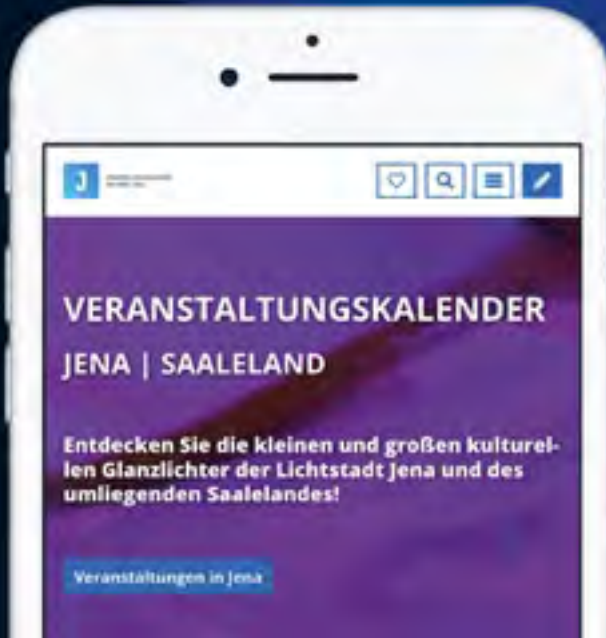 J
VERANSTALTUNGSKALENDER
JENA | SAALELAND
Entdecken Sie die kleinen und großen kulturel-
len Glanzlichter der Lichtstadt Jena und des
umliegenden Saalelandes!
Veranstaltungen in Jena